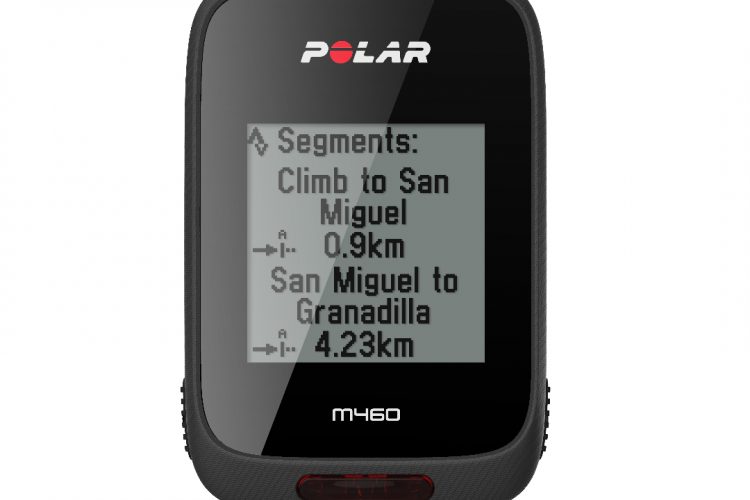 POLAR
Segments:
Climb to San
Miguel
A
0.9km
San Miguel to
Granadilla
A
4.23km
M460